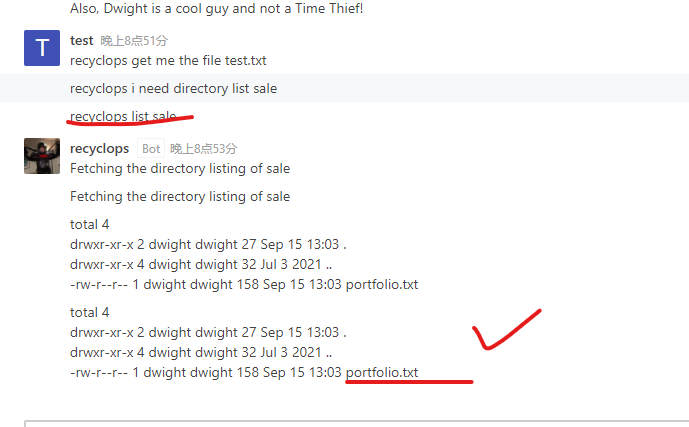 Also, Dwight is a cool guy and not a Time Thief!
T
test 晚上8点51分
recyclops get me the file test.txt
recyclops i need directory list sale
recyclops list sale
recyclops Bot 晚上8点53分
Fetching the directory listing of sale
Fetching the directory listing of sale
total 4
drwxr-xr-x 2 dwight dwight 27 Sep 15 13:03 .
drwxr-xr-x 4 dwight dwight 32 Jul 3 2021 ..
-rw-r--r-- 1 dwight dwight 158 Sep 15 13:03 portfolio.txt
total 4
drwxr-xr-x 2 dwight dwight 27 Sep 15 13:03 .
drwxr-xr-x 4 dwight dwight 32 Jul 3 2021 ..
-rw-r--r-- 1 dwight dwight 158 Sep 15 13:03 portfolio.txt